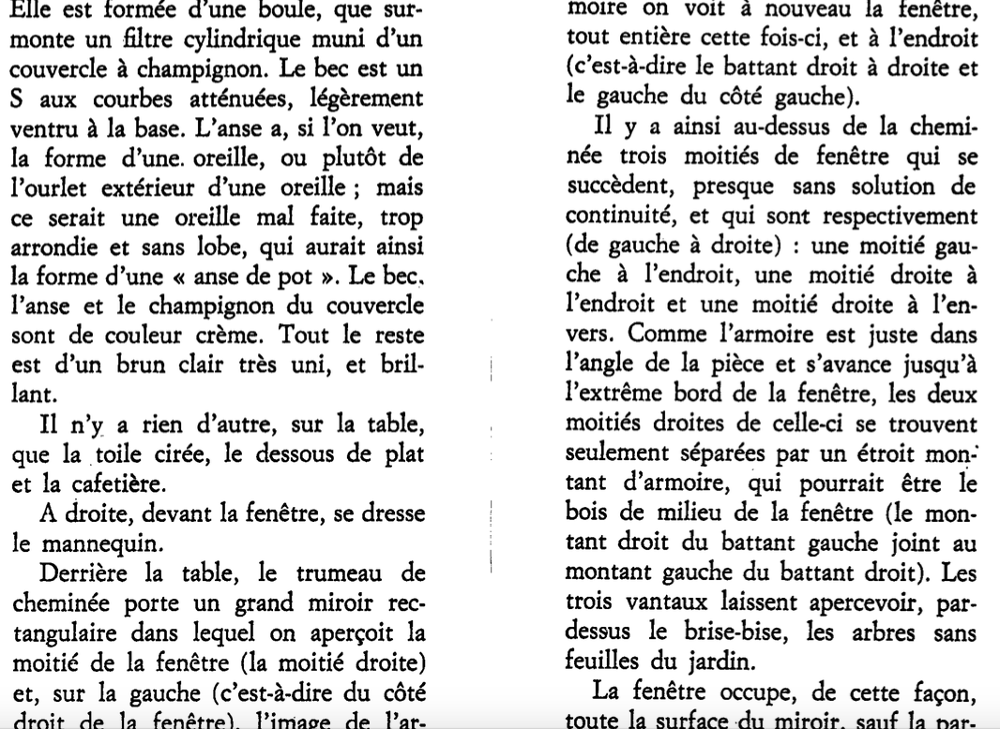 Elle est formée d'une boule, que sur-
monte un filtre cylindrique muni d'un
couvercle à champignon. Le bec est un
S aux courbes atténuées, légèrement
ventru à la base. L'anse a, si l'on veut,
la forme d'une. oreille, ou plutôt de
l'ourlet extérieur d'une oreille ; mais
ce serait une oreille mal faite, trop
arrondie et sans lobe, qui aurait ainsi
la forme d'une « anse de pot ». Le bec,
l'anse et le champignon du couvercle
sont de couleur crème. Tout le reste
est d'un brun clair très uni, et bril-
lant.
Il n'y a rien d'autre, sur la table,
que la toile cirée, le dessous de plat
et la cafetière.
A droite, devant la fenêtre, se dresse
le mannequin.
Derrière la table, le trumeau de
cheminée porte un grand miroir rec-
tangulaire dans lequel on aperçoit la
moitié de la fenêtre (la moitié droite)
et, sur la gauche (c'est-à-dire du côté
droit de la fenêtre), l'image de l'ar-
moire on voit à nouveau la fenêtre,
tout entière cette fois-ci, et à l'endroit
(c'est-à-dire le battant droit à droite et
le gauche du côté gauche).
Il y a ainsi au-dessus de la chemi-
née trois moitiés de fenêtre qui se
succèdent, presque sans solution de
continuité, et qui sont respectivement
(de gauche à droite) : une moitié gau-
che à l'endroit, une moitié droite à
l'endroit et une moitié droite à l'en-
vers. Comme l'armoire est juste dans
l'angle de la pièce et s'avance jusqu'à
l'extrême bord de la fenêtre, les deux
moitiés droites de celle-ci se trouvent
seulement séparées par un étroit mon-
tant d'armoire, qui pourrait être le
bois de milieu de la fenêtre (le mon-
tant droit du battant gauche joint au
montant gauche du battant droit). Les
trois vantaux laissent apercevoir, par-
dessus le brise-bise, les arbres sans
feuilles du jardin.
La fenêtre occupe, de cette façon,
toute la surface du miroir, sauf la par-